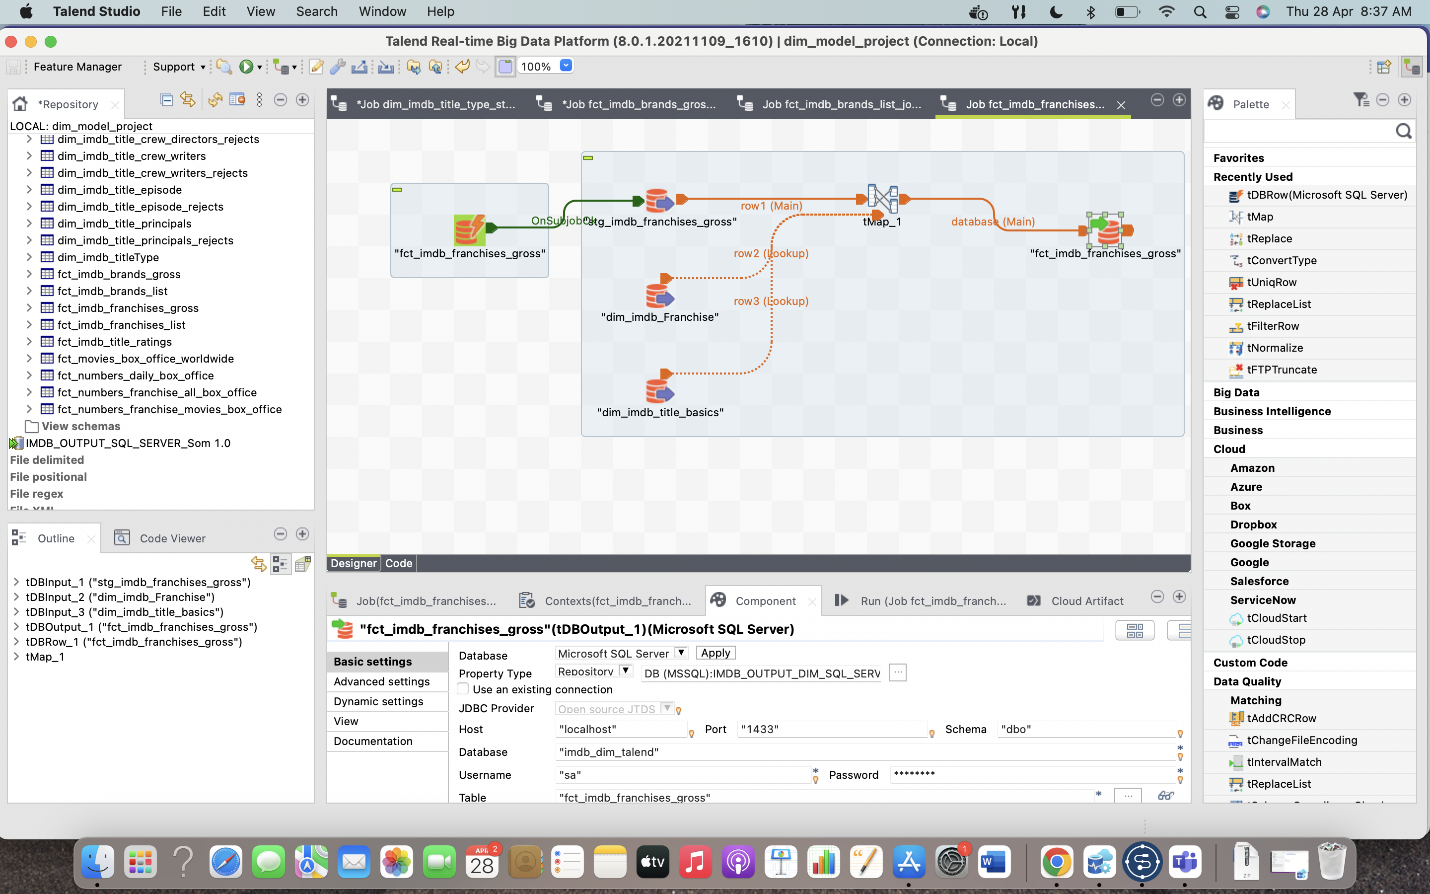 Talend Studio File Edit View Search Window Help
Thu 28 Apr 8:37 AM
Talend Real-time Big Data Platform (8.0.1.20211109_1610) | dim_model_project (Connection: Local)
Feature Manager Support 100%
*Repository
LOCAL: dim_model_project
dim_imdb_title_crew_directors_rejects
dim_imdb_title_crew_writers
dim_imdb_title_crew_writers_rejects
dim_imdb_title_episode
dim_imdb_title_episode_rejects
dim_imdb_title_principals
dim_imdb_title_principals_rejects
dim_imdb_titleType
fct_imdb_brands_gross
fct_imdb_brands_list
fct_imdb_franchises_gross
fct_imdb_franchises_list
fct_imdb_title_ratings
fct_movies_box_office_worldwide
fct_numbers_daily_box_office
fct_numbers_franchise_all_box_office
fct_numbers_franchise_movies_box_office
View schemas
IMDB_OUTPUT_SQL_SERVER_Som 1.0
File delimited
File positional
File regex
File XML
Outline Code Viewer
tDBInput_1 ("stg_imdb_franchises_gross")
tDBInput_2 ("dim_imdb_Franchise")
tDBInput_3 ("dim_imdb_title_basics")
tDBOutput_1 ("fct_imdb_franchises_gross")
tDBRow_1 ("fct_imdb_franchises_gross")
tMap_1
*Job dim_imdb_title_type_st... *Job fct_imdb_brands_gros... Job fct_imdb_brands_list_jo... Job fct_imdb_franchises...
row1 (Main)
OnSubjobOk
"stg_imdb_franchises_gross"
tMap_1
database (Main)
"fct_imdb_franchises_gross"
row2 (Lookup)
"fct_imdb_franchises_gross"
row3 (Lookup)
"dim_imdb_Franchise"
"dim_imdb_title_basics"
Designer Code
Job(fct_imdb_franchises... Contexts(fct_imdb_franch... Component Run (Job fct_imdb_franch... Cloud Artifact
"fct_imdb_franchises_gross"(tDBOutput_1)(Microsoft SQL Server)
Basic settings
Advanced settings
Dynamic settings
View
Documentation
Database Microsoft SQL Server Apply
Property Type Repository DB (MSSQL):IMDB_OUTPUT_DIM_SQL_SERV ...
Use an existing connection
JDBC Provider Open source JTDS
Host "localhost" Port "1433" Schema "dbo"
Database "imdb_dim_talend" *
Username "sa" * Password ******** *
Table "fct_imdb_franchises_gross" * ...
Palette
Favorites
Recently Used
tDBRow(Microsoft SQL Server)
tMap
tReplace
tConvertType
tUniqRow
tReplaceList
tFilterRow
tNormalize
tFTPTruncate
Big Data
Business Intelligence
Business
Cloud
Amazon
Azure
Box
Dropbox
Google Storage
Google
Salesforce
ServiceNow
tCloudStart
tCloudStop
Custom Code
Data Quality
Matching
tAddCRCRow
tChangeFileEncoding
tIntervalMatch
tReplaceList
APR 2
28
tv
1